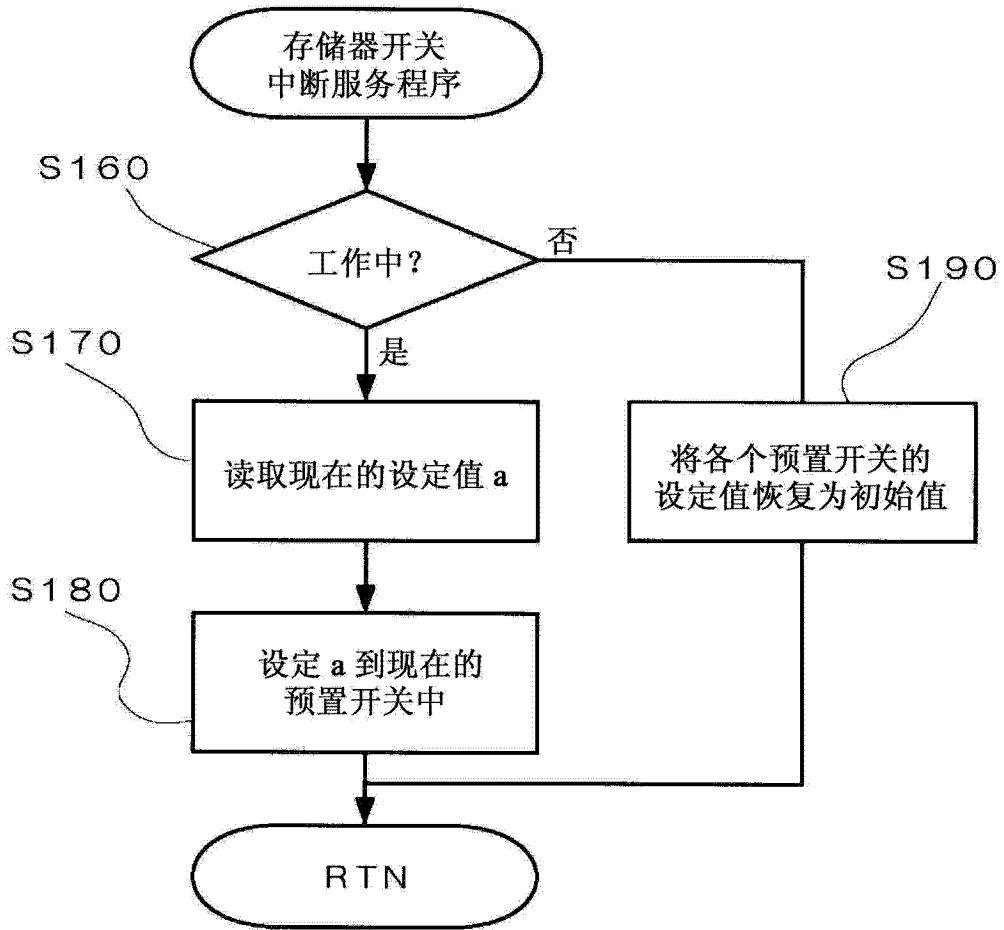 存储器开关
中断服务程序
S160
工作中？
否
S190
S170
是
读取现在的设定值 a
将各个预置开关的
设定值恢复为初始值
S180
设定 a 到现在的
预置开关中
RTN